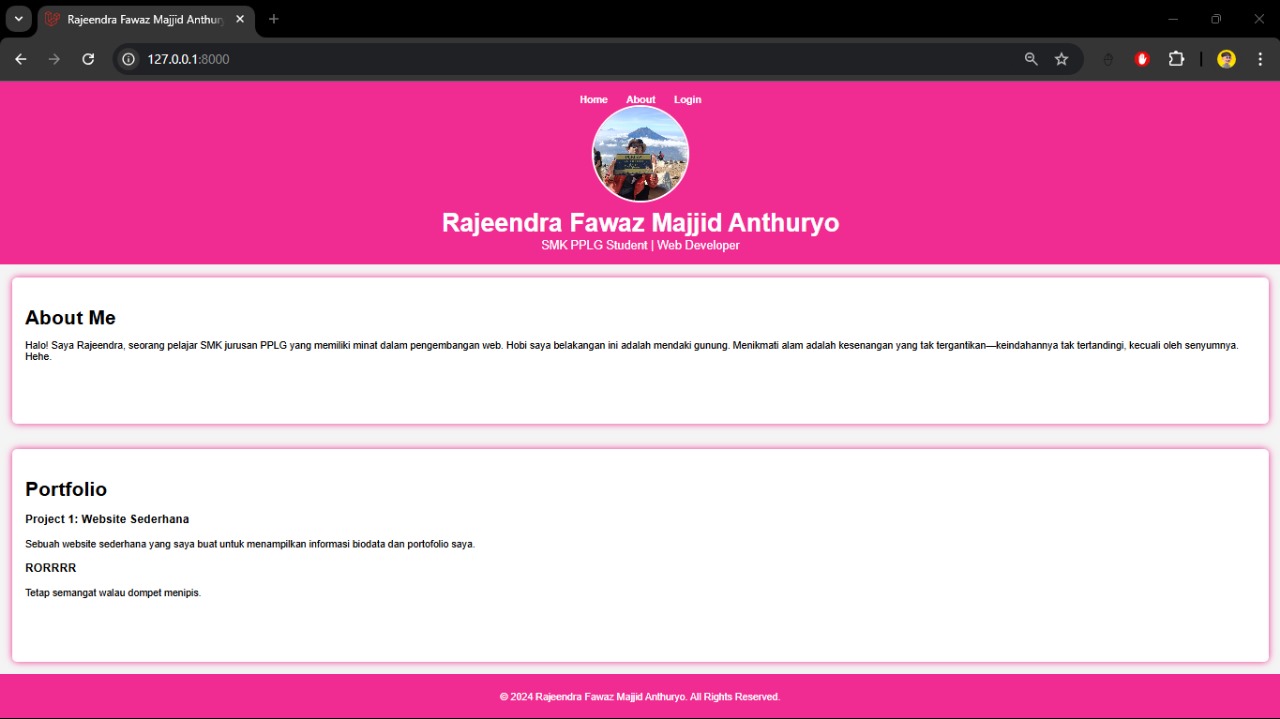 Rajeendra Fawaz Majjid Anthur
127.0.0.1:8000
Home About Login
Rajeendra Fawaz Majjid Anthuryo
SMK PPLG Student | Web Developer
About Me
Halo! Saya Rajeendra, seorang pelajar SMK jurusan PPLG yang memiliki minat dalam pengembangan web. Hobi saya belakangan ini adalah mendaki gunung. Menikmati alam adalah kesenangan yang tak tergantikan—keindahannya tak tertandingi, kecuali oleh senyumnya.
Hehe.
Portfolio
Project 1: Website Sederhana
Sebuah website sederhana yang saya buat untuk menampilkan informasi biodata dan portofolio saya.
RORRRR
Tetap semangat walau dompet menipis.
© 2024 Rajeendra Fawaz Majjid Anthuryo. All Rights Reserved.